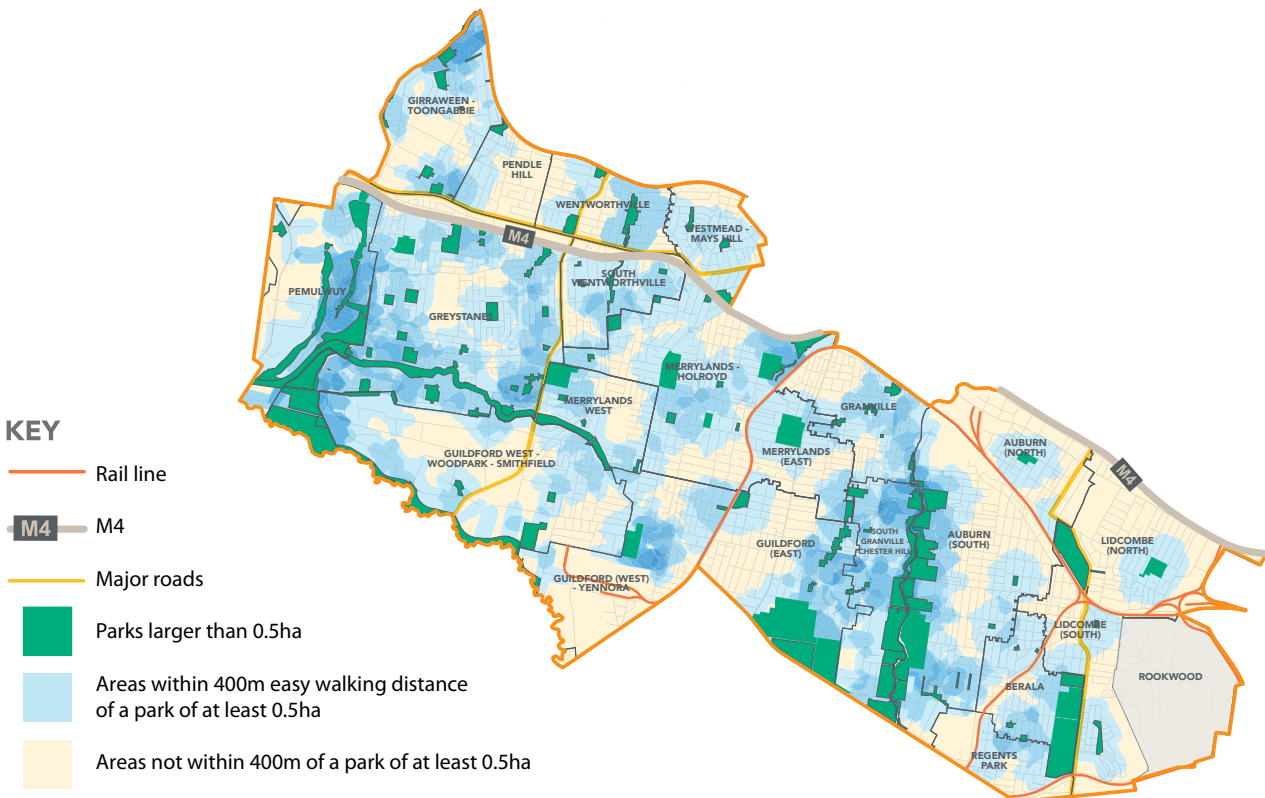 GIRRAWEEN -
TOONGABBIE
PENDLE
HILL
WENTWORTHVILLE
WESTMEAD -
MAYS HILL
M4
SOUTH
WENTWORTHVILLE
PEMULWUY
GREYSTANES
MERRYLANDS -
HOLROYD
MERRYLANDS
WEST
GRANVILLE
MERRYLANDS
(EAST)
GUILDFORD WEST -
WOODPARK - SMITHFIELD
AUBURN
(NORTH)
M4
LIDCOMBE
(NORTH)
GUILDFORD
(EAST)
SOUTH
GRANVILLE -
CHESTER HILL
AUBURN
(SOUTH)
GUILDFORD (WEST)
- YENNORA
LIDCOMBE
(SOUTH)
ROOKWOOD
BERALA
REGENTS
PARK
KEY
Rail line
M4 M4
Major roads
Parks larger than 0.5ha
Areas within 400m easy walking distance
of a park of at least 0.5ha
Areas not within 400m of a park of at least 0.5ha